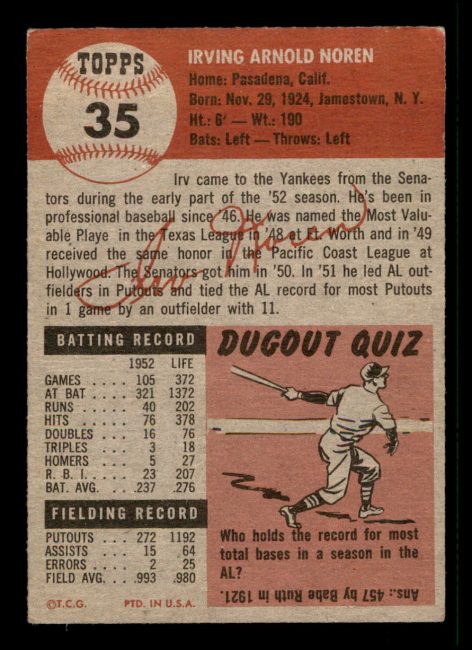 TOPPS
35
IRVING ARNOLD NOREN
Home: Pasadena, Calif.
Born: Nov. 29, 1924, Jamestown, N. Y.
Ht.: 6' — Wt.: 190
Bats: Left — Throws: Left
Irv came to the Yankees from the Sena-
tors during the early part of the '52 season. He's been in
professional baseball since '46. He was named the Most Valu-
able Playe in the Texas League in '48 at Ft. Worth and in '49
received the same honor in the Pacific Coast League at
Hollywood. The Senators got him in '50. In '51 he led AL out-
fielders in Putouts and tied the AL record for most Putouts
in 1 game by an outfielder with 11.
Irv Noren
BATTING RECORD
1952 LIFE
GAMES .... 105 372
AT BAT .... 321 1372
RUNS .... 40 202
HITS .... 76 378
DOUBLES ... 16 76
TRIPLES ... 3 18
HOMERS ... 5 27
R. B. I. .... 23 207
BAT. AVG. .. .237 .276
FIELDING RECORD
PUTOUTS ... 272 1192
ASSISTS ... 15 64
ERRORS ... 2 25
FIELD AVG. .. .993 .980
©T.C.G. PTD. IN U.S.A.
DUGOUT QUIZ
Who holds the record for most
total bases in a season in the
AL?
Ans.: 457 by Babe Ruth in 1921.